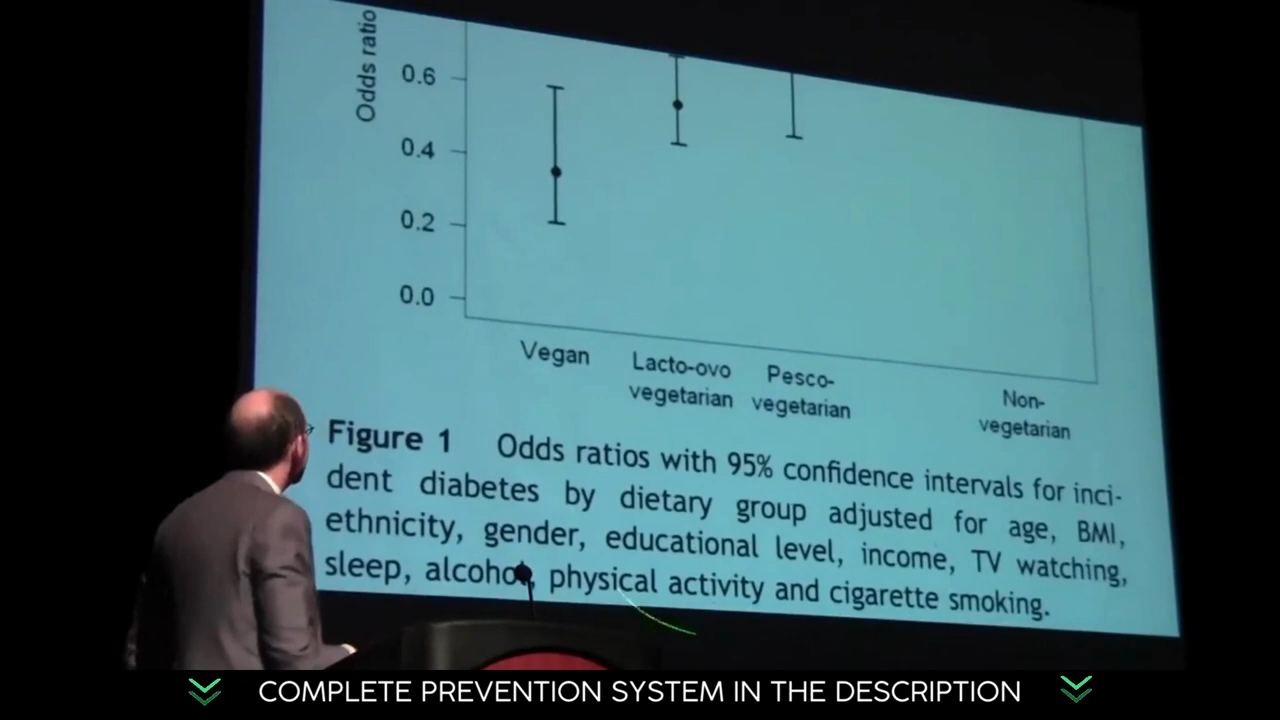 Odds ratio
0.6
0.4
0.2
0.0
Vegan
Lacto-ovo
vegetarian
Pesco-
vegetarian
Non-
vegetarian
Figure 1 Odds ratios with 95% confidence intervals for inci-
dent diabetes by dietary group adjusted for age, BMI,
ethnicity, gender, educational level, income, TV watching,
sleep, alcohol, physical activity and cigarette smoking.
COMPLETE PREVENTION SYSTEM IN THE DESCRIPTION